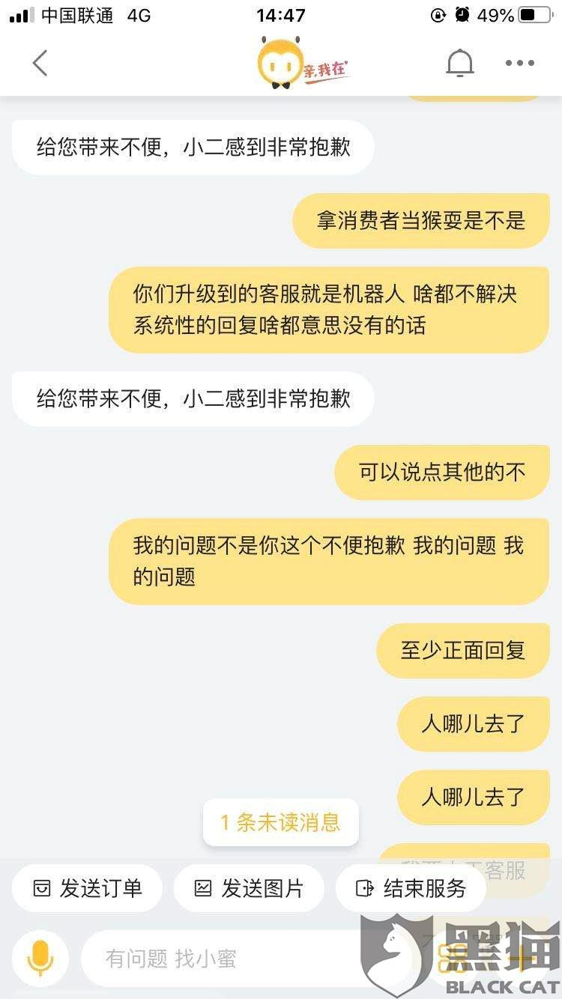 中国联通 4G 14:47 49%
亲,我在
给您带来不便，小二感到非常抱歉
拿消费者当猴耍是不是
你们升级到的客服就是机器人 啥都不解决
系统性的回复啥都意思没有的话
给您带来不便，小二感到非常抱歉
可以说点其他的不
我的问题不是你这个不便抱歉 我的问题 我
的问题
至少正面回复
人哪儿去了
人哪儿去了
1 条未读消息
客服
发送订单 发送图片 结束服务
有问题 找小蜜
黑猫
BLACK CAT